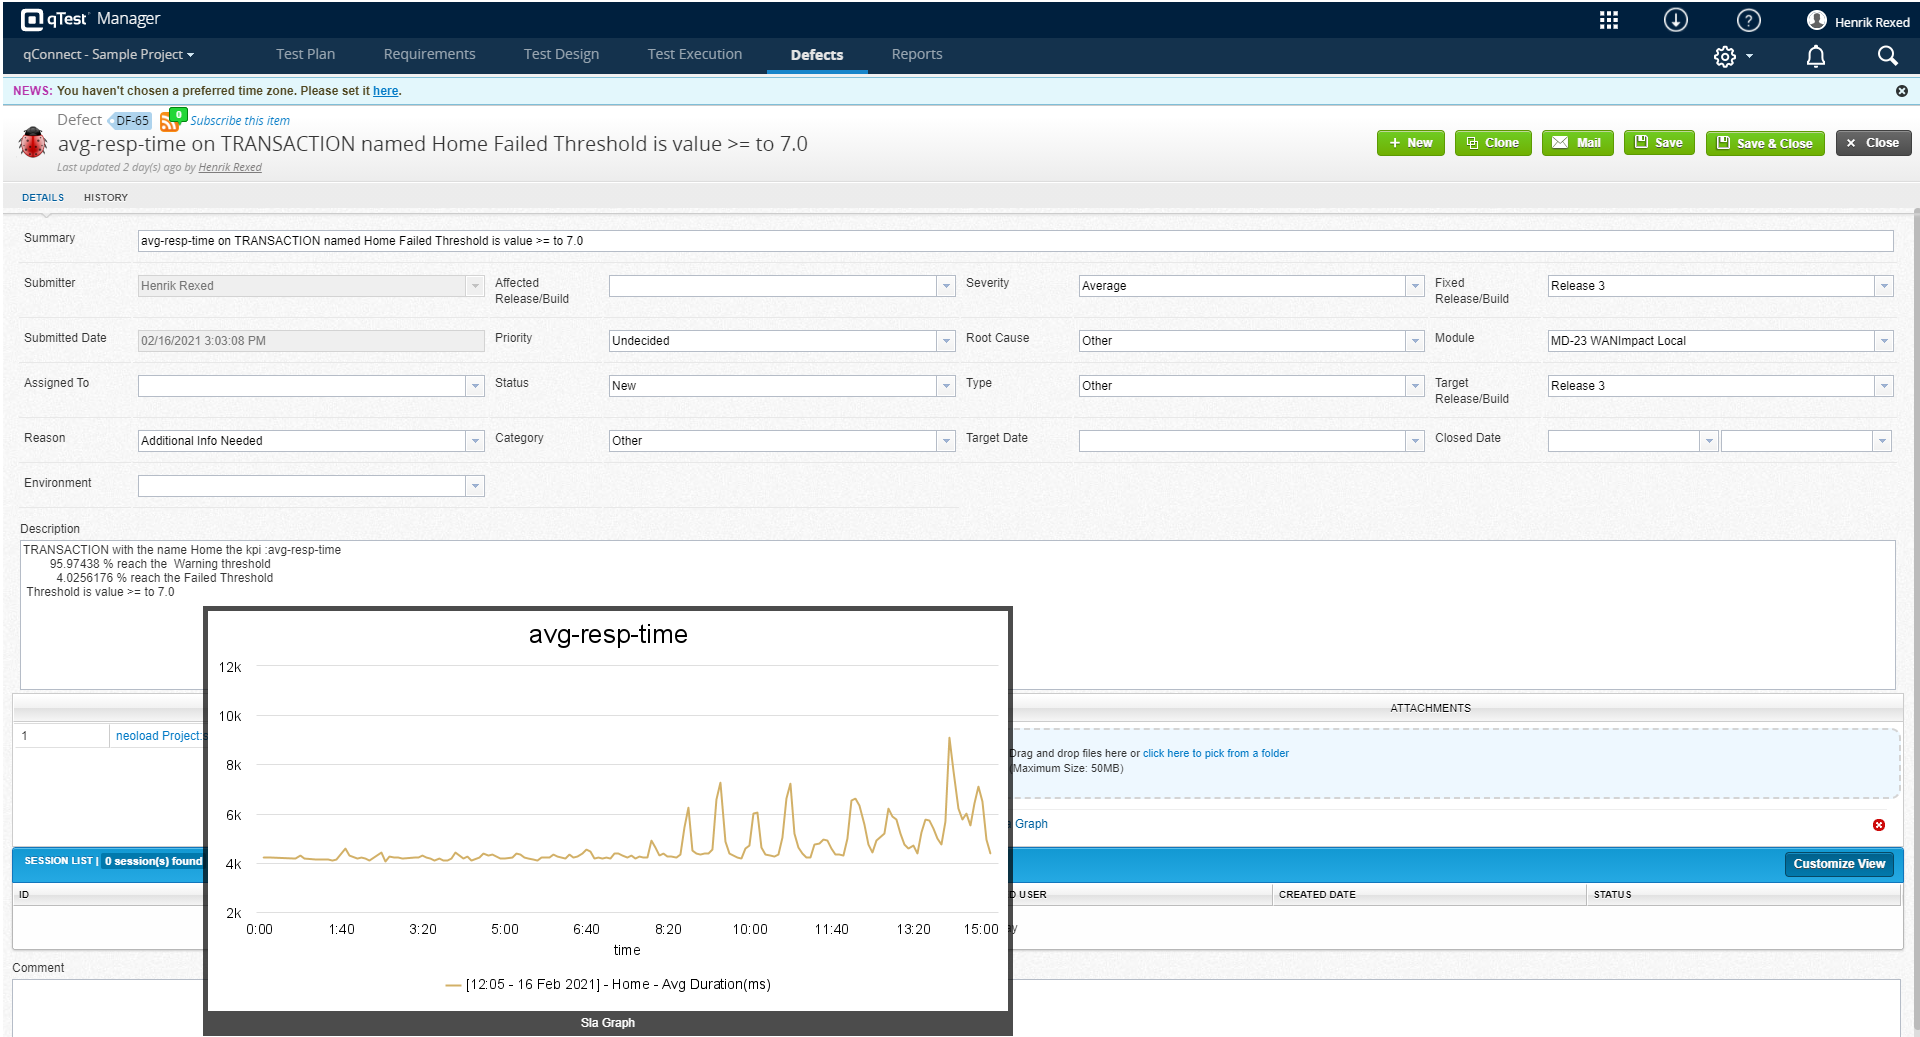 qTest Manager
Henrik Rexed
qConnect - Sample Project
Test Plan
Requirements
Test Design
Test Execution
Defects
Reports
NEWS: You haven't chosen a preferred time zone. Please set it here.
Defect DF-65 0 Subscribe this item
avg-resp-time on TRANSACTION named Home Failed Threshold is value >= to 7.0
Last updated 2 day(s) ago by Henrik Rexed
+ New
Clone
Mail
Save
Save & Close
× Close
DETAILS
HISTORY
Summary avg-resp-time on TRANSACTION named Home Failed Threshold is value >= to 7.0
Submitter Henrik Rexed
Affected Release/Build
Severity Average
Fixed Release/Build Release 3
Submitted Date 02/16/2021 3:03:08 PM
Priority Undecided
Root Cause Other
Module MD-23 WANImpact Local
Assigned To
Status New
Type Other
Target Release/Build Release 3
Reason Additional Info Needed
Category Other
Target Date
Closed Date
Environment
Description
TRANSACTION with the name Home the kpi :avg-resp-time
95.97438 % reach the Warning threshold
4.0256176 % reach the Failed Threshold
Threshold is value >= to 7.0
ATTACHMENTS
1 neoload Project:s
Drag and drop files here or click here to pick from a folder
(Maximum Size: 50MB)
a Graph
SESSION LIST | 0 session(s) found
Customize View
ID
D USER
CREATED DATE
STATUS
ay
Comment
avg-resp-time
12k
10k
8k
6k
4k
2k
0:00 1:40 3:20 5:00 6:40 8:20 10:00 11:40 13:20 15:00
time
[12:05 - 16 Feb 2021] - Home - Avg Duration(ms)
Sla Graph